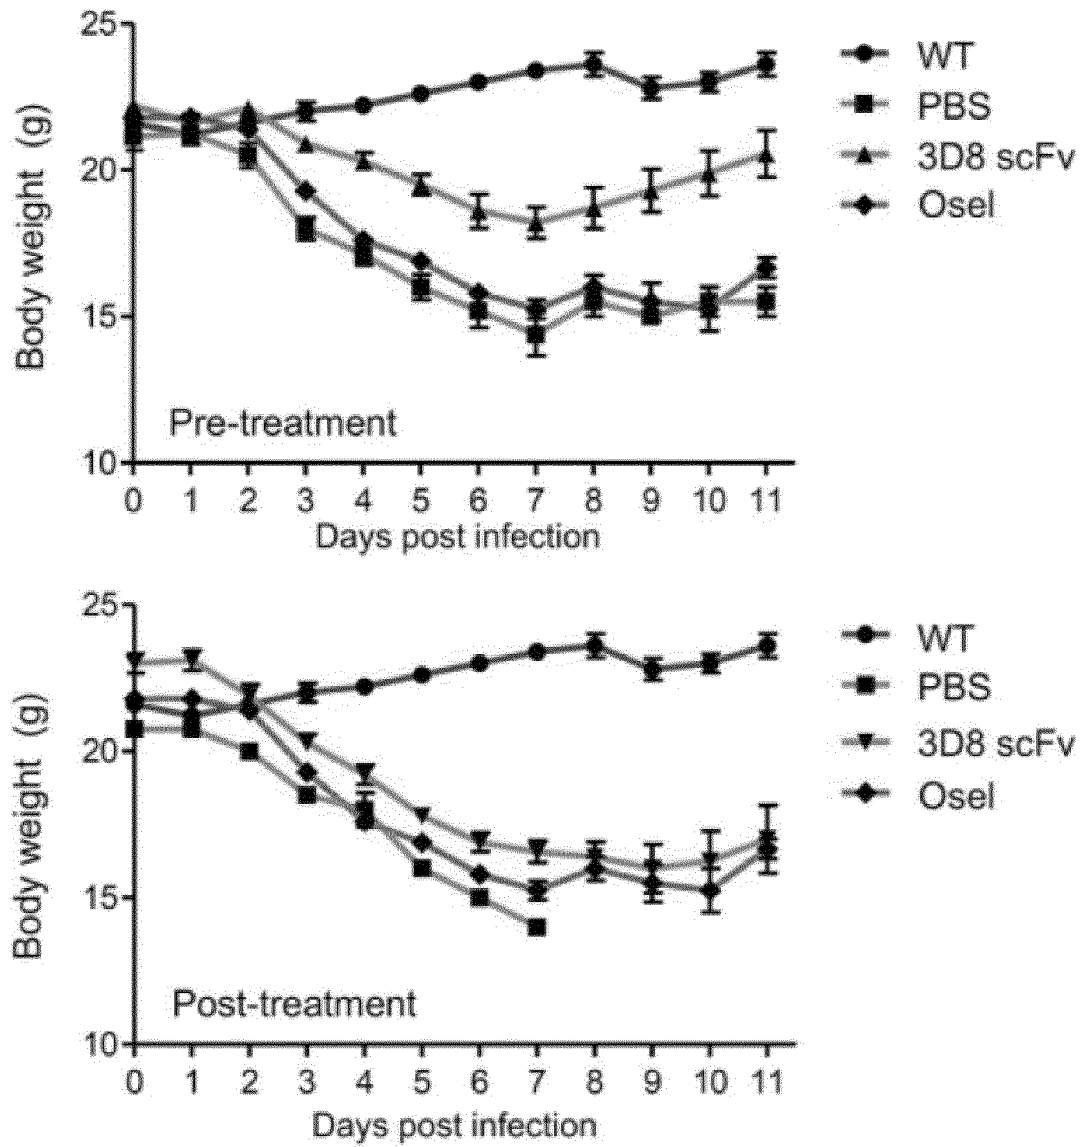 25
20
15
10
Body weight (g)
WT
PBS
3D8 scFv
Osel
Pre-treatment
0 1 2 3 4 5 6 7 8 9 10 11
Days post infection
25
20
15
10
Body weight (g)
WT
PBS
3D8 scFv
Osel
Post-treatment
0 1 2 3 4 5 6 7 8 9 10 11
Days post infection